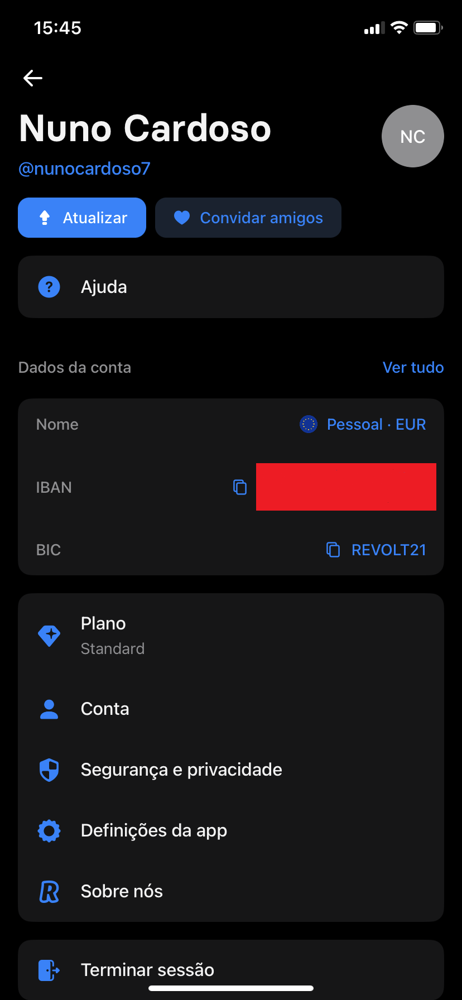 15:45
Nuno Cardoso
NC
@nunocardoso7
Atualizar
Convidar amigos
? Ajuda
Dados da conta
Ver tudo
Nome
Pessoal · EUR
IBAN
BIC
REVOLT21
Plano
Standard
Conta
Segurança e privacidade
Definições da app
R Sobre nós
Terminar sessão